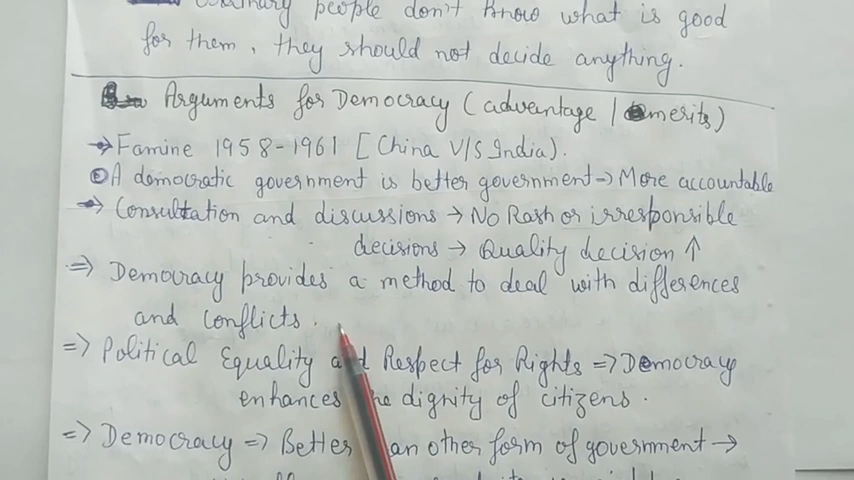 ordinary people don't know what is good
for them, they should not decide anything.
Arguments for Democracy (advantage / merits)
→ Famine 1958-1961 [China V/S India).
A democratic government is better government → More accountable
→ Consultation and discussions → No Rash or irresponsible
decisions → Quality decision ↑
⇒ Democracy provides a method to deal with differences
and conflicts.
⇒ Political Equality and Respect for Rights ⇒ Democracy
enhances the dignity of citizens.
⇒ Democracy ⇒ Better than other form of government →